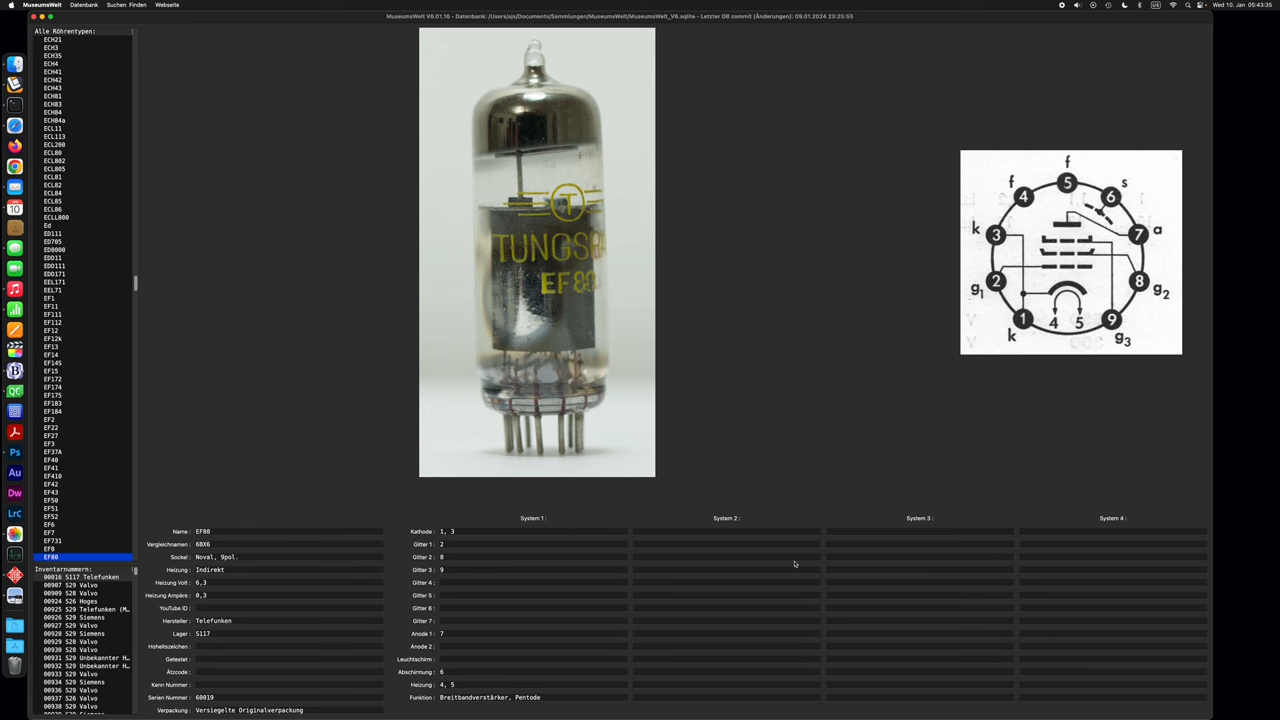 MuseumsWelt Datenbank Suchen Finden Webseite
US
Wed 10. Jan. 05:43:35
MuseumsWelt V6.01.16 - Datenbank: /Users/sjs/Documents/Sammlungen/MuseumsWelt/MuseumsWelt_V6.sqlite - Letzter DB commit (Änderungen): 09.01.2024 23:25:55
Alle Röhrentypen:
ECH21
ECH3
ECH35
ECH4
ECH41
ECH42
ECH43
ECH81
ECH83
ECH84
ECH84a
ECL11
ECL113
ECL200
ECL80
ECL802
ECL805
ECL81
ECL82
ECL84
ECL85
ECL86
ECLL800
Ed
ED111
ED705
ED8000
EDD11
EDD111
EDD171
EEL171
EEL71
EF1
EF11
EF111
EF112
EF12
EF12k
EF13
EF14
EF14S
EF15
EF172
EF174
EF175
EF183
EF184
EF2
EF22
EF27
EF3
EF37A
EF40
EF41
EF410
EF42
EF43
EF50
EF51
EF52
EF6
EF7
EF731
EF8
EF80
Inventarnummern:
00016 S117 Telefunken
00907 S29 Valvo
00909 S28 Valvo
00924 S26 Hoges
00925 S29 Telefunken (M…
00926 S29 Siemens
00927 S29 Valvo
00928 S29 Siemens
00929 S28 Valvo
00930 S28 Valvo
00931 S29 Unbekannter H…
00932 S29 Unbekannter H…
00933 S29 Valvo
00934 S29 Siemens
00936 S29 Valvo
00937 S26 Valvo
00938 S29 Valvo
10
Ps
Au
Dw
LrC
QC
T
TUNGSRA
EF80
f
f 5 s
4 6
k 3 7 a
g1 2 8 g2
1 4 5 9
k g3
System 1 : System 2 : System 3 : System 4 :
Name : EF80
Vergleichnamen : 6BX6
Sockel : Noval, 9pol.
Heizung : Indirekt
Heizung Volt : 6,3
Heizung Ampère : 0,3
YouTube ID :
Hersteller : Telefunken
Lager : S117
Hoheitszeichen :
Getestet :
Ätzcode :
Kenn Nummer :
Serien Nummer : 60019
Verpackung : Versiegelte Originalverpackung
Kathode : 1, 3
Gitter 1 : 2
Gitter 2 : 8
Gitter 3 : 9
Gitter 4 :
Gitter 5 :
Gitter 6 :
Gitter 7 :
Anode 1 : 7
Anode 2 :
Leuchtschirm :
Abschirmung : 6
Heizung : 4, 5
Funktion : Breitbandverstärker, Pentode